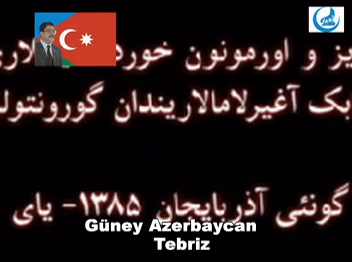 یز و اورمونون خورد
بک آغیرلامالاریندان گورونتول
گونئی آذربایجان ۱۳۸۵- یای
Güney Azerbaycan
Tebriz